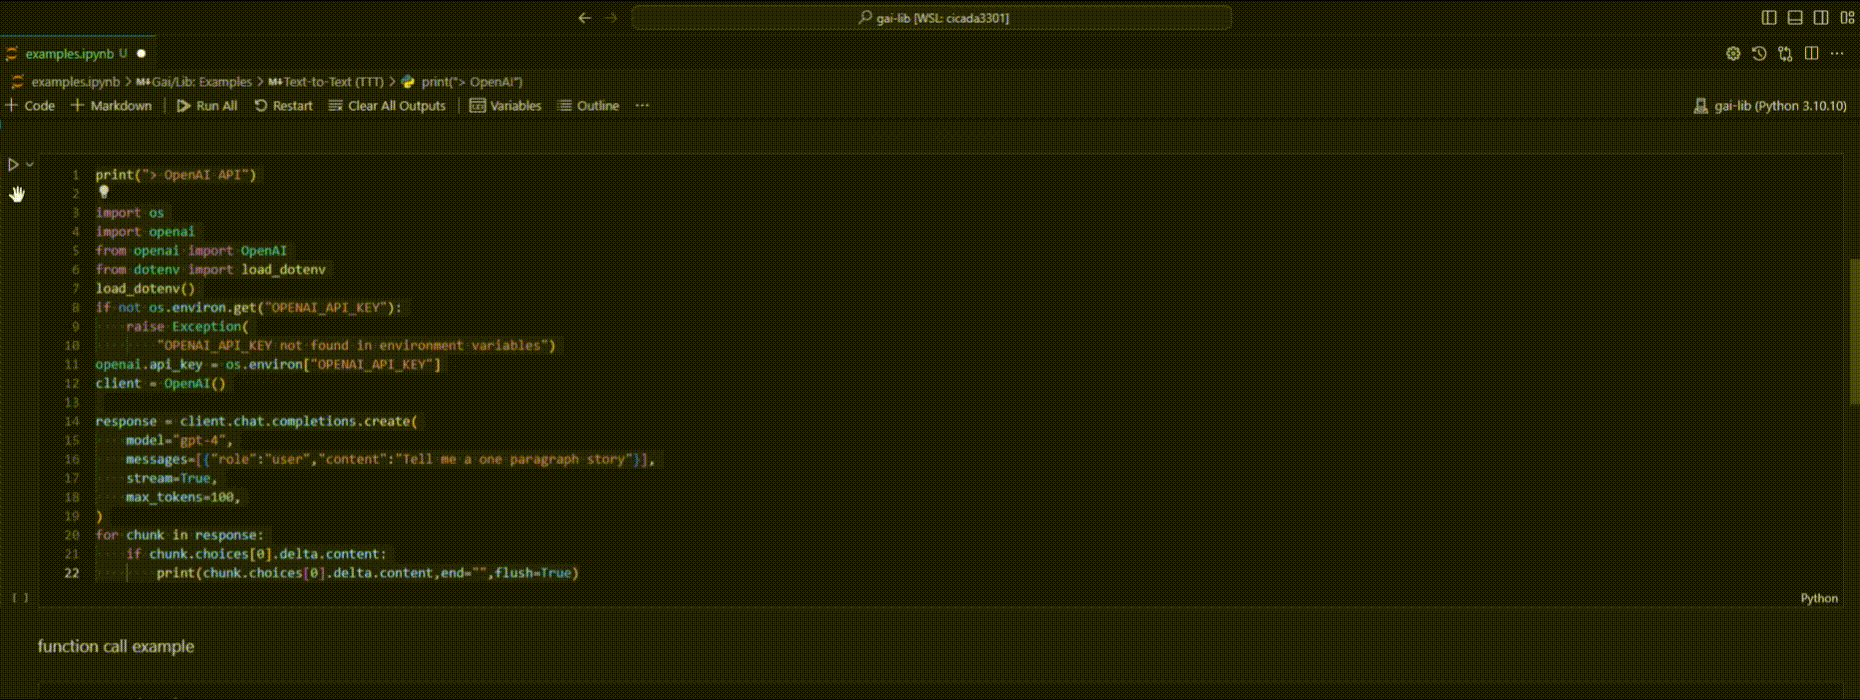 gai-lib [WSL: cicada3301]
examples.ipynb U
examples.ipynb > M↓Gai/Lib: Examples > M↓Text-to-Text (TTT) > print("> OpenAI")
+ Code + Markdown Run All Restart Clear All Outputs Variables Outline ··· gai-lib (Python 3.10.10)
1 print("> OpenAI API")
2
3 import os
4 import openai
5 from openai import OpenAI
6 from dotenv import load_dotenv
7 load_dotenv()
8 if not os.environ.get("OPENAI_API_KEY"):
9 raise Exception(
10 "OPENAI_API_KEY not found in environment variables")
11 openai.api_key = os.environ["OPENAI_API_KEY"]
12 client = OpenAI()
13
14 response = client.chat.completions.create(
15 model="gpt-4",
16 messages=[{"role":"user","content":"Tell me a one paragraph story"}],
17 stream=True,
18 max_tokens=100,
19 )
20 for chunk in response:
21 if chunk.choices[0].delta.content:
22 print(chunk.choices[0].delta.content,end="",flush=True)
[ ] Python
function call example